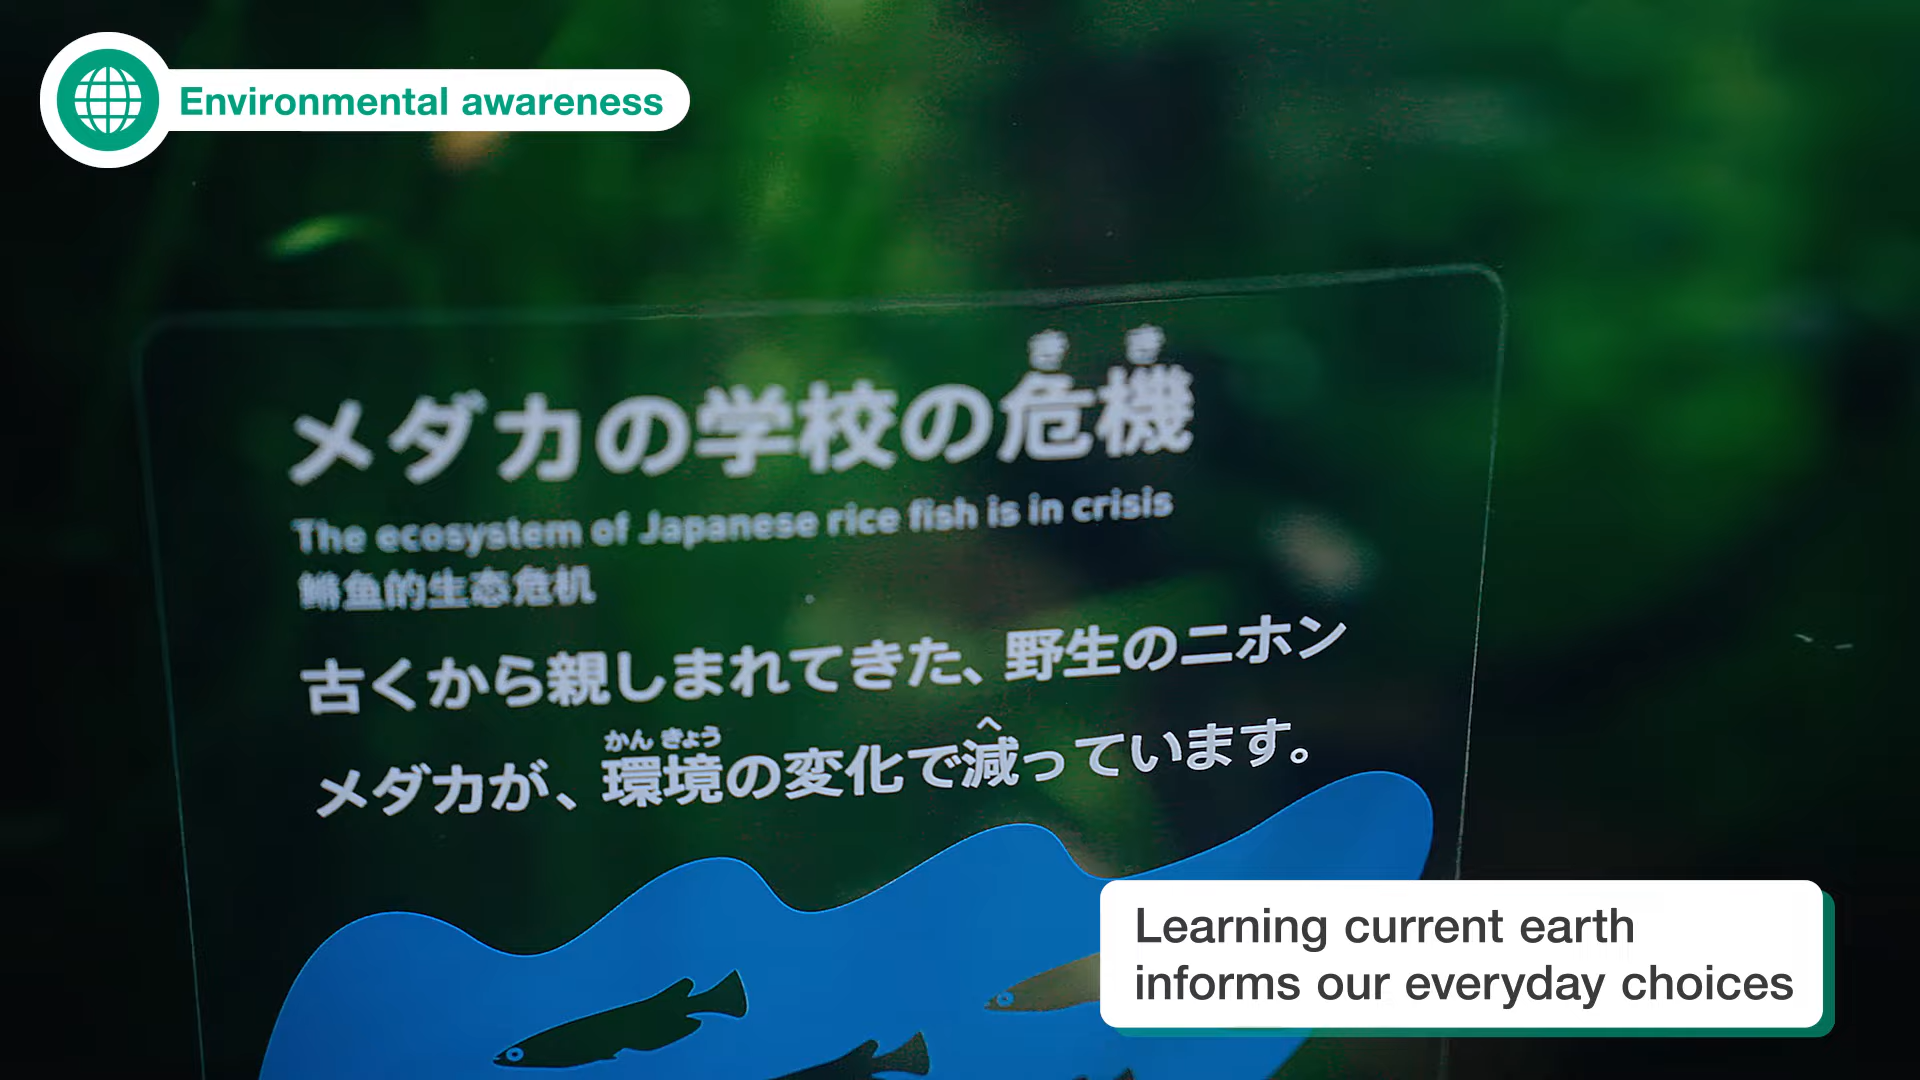 Environmental awareness
きき
メダカの学校の危機
The ecosystem of Japanese rice fish is in crisis
鱂鱼的生态危机
古くから親しまれてきた、野生のニホン
かんきょう へ
メダカが、環境の変化で減っています。
Learning current earth
informs our everyday choices